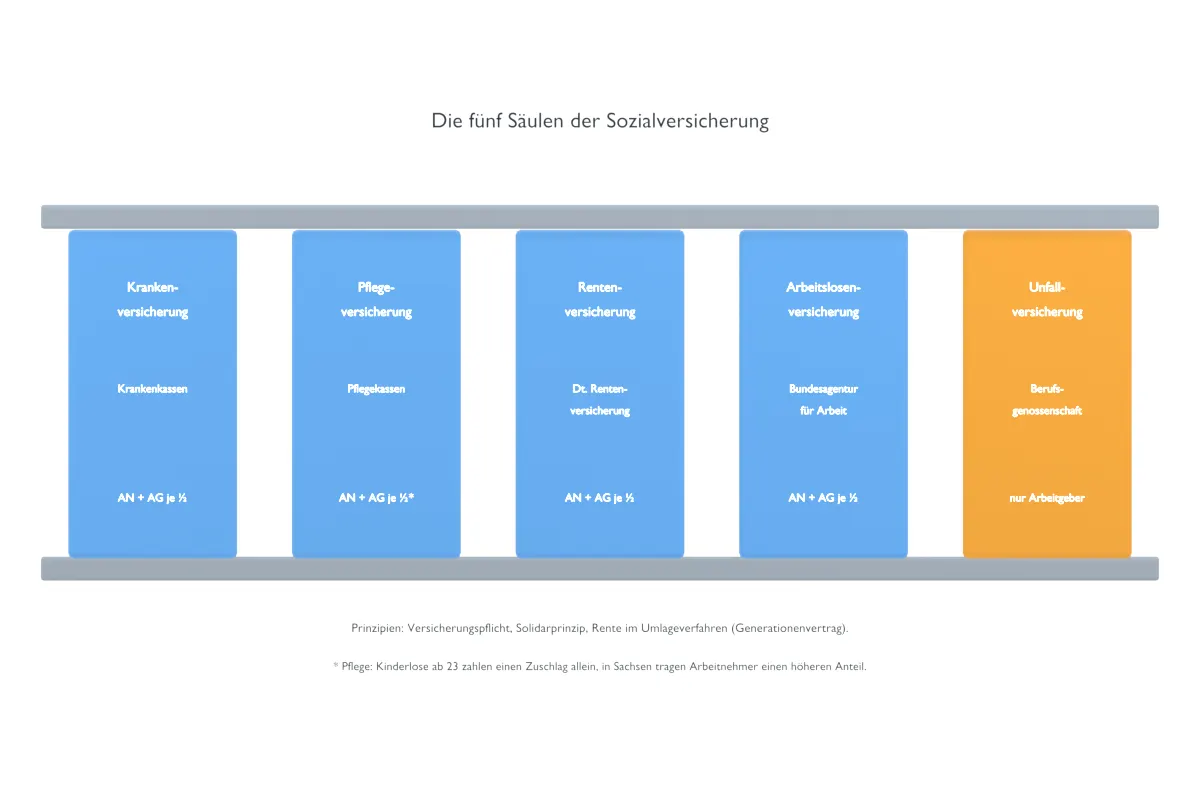 Die fünf Säulen der Sozialversicherung
Kranken-
versicherung
Krankenkassen
AN + AG je ½
Pflege-
versicherung
Pflegekassen
AN + AG je ½*
Renten-
versicherung
Dt. Renten-
versicherung
AN + AG je ½
Arbeitslosen-
versicherung
Bundesagentur
für Arbeit
AN + AG je ½
Unfall-
versicherung
Berufs-
genossenschaft
nur Arbeitgeber
Prinzipien: Versicherungspflicht, Solidarprinzip, Rente im Umlageverfahren (Generationenvertrag).
* Pflege: Kinderlose ab 23 zahlen einen Zuschlag allein, in Sachsen tragen Arbeitnehmer einen höheren Anteil.